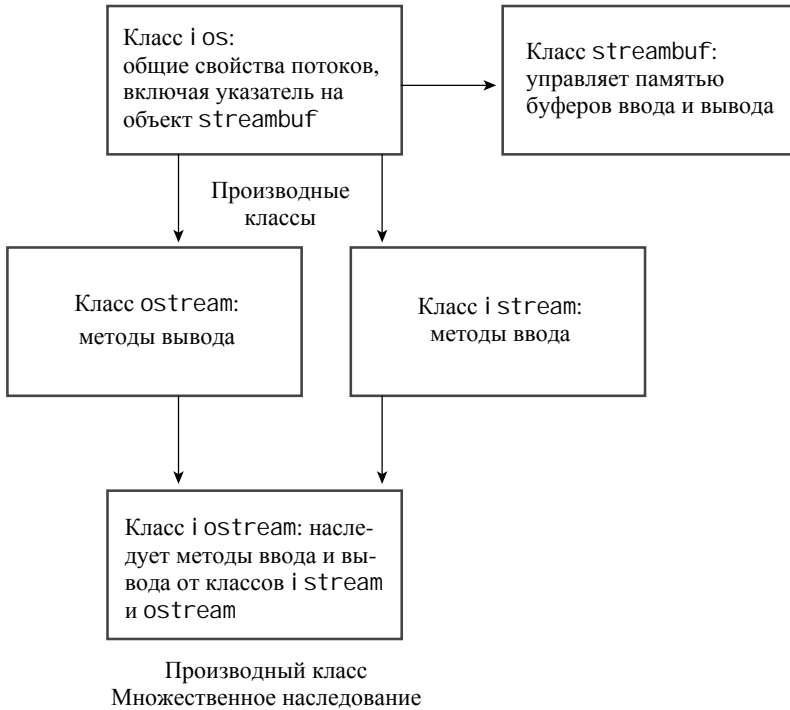 Класс ios:
общие свойства потоков,
включая указатель на
объект streambuf
Класс streambuf:
управляет памятью
буферов ввода и вывода
Производные
классы
Класс ostream:
методы вывода
Класс istream:
методы ввода
Класс iostream: насле-
дует методы ввода и вы-
вода от классов istream
и ostream
Производный класс
Множественное наследование